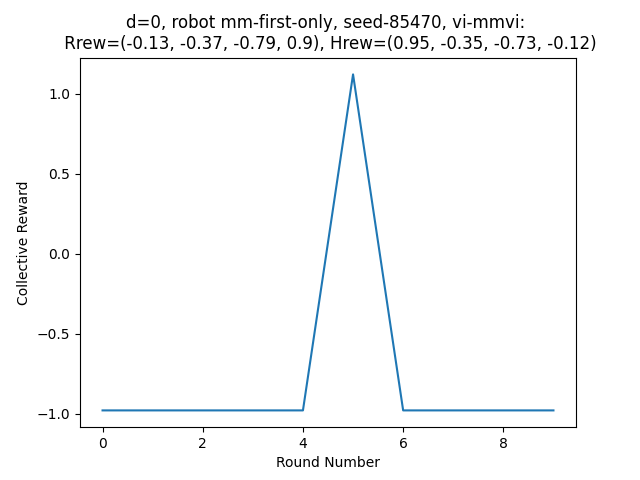 d=0, robot mm-first-only, seed-85470, vi-mmvi:
Rrew=(-0.13, -0.37, -0.79, 0.9), Hrew=(0.95, -0.35, -0.73, -0.12)
Collective Reward
1.0
0.5
0.0
−0.5
−1.0
0 2 4 6 8
Round Number